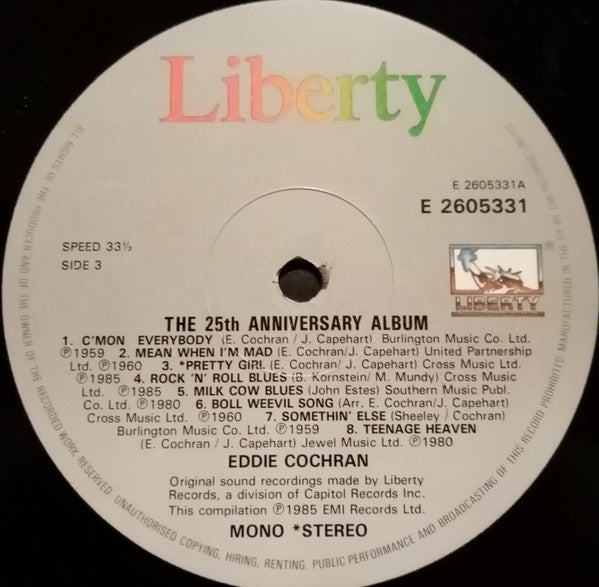 Liberty
E 2605331A
E 2605331
SPEED 33⅓
SIDE 3
®
LIBERTY
THE 25th ANNIVERSARY ALBUM
1. C'MON EVERYBODY (E. Cochran / J. Capehart) Burlington Music Co. Ltd.
℗1959 2. MEAN WHEN I'M MAD (E. Cochran/J. Capehart) United Partnership
Ltd. ℗1960 3. *PRETTY GIRL (E. Cochran/ J. Capehart) Cross Music Ltd.
℗1985 4. ROCK 'N' ROLL BLUES (B. Kornstein/ M. Mundy) Cross Music
Ltd. ℗1985 5. MILK COW BLUES (John Estes) Southern Music Publ.
Co. Ltd. ℗1980 6. BOLL WEEVIL SONG (Arr. E. Cochran/J. Capehart)
Cross Music Ltd. ℗1960 7. SOMETHIN' ELSE (Sheeley / Cochran)
Burlington Music Co. Ltd. ℗1959 8. TEENAGE HEAVEN
(E. Cochran / J. Capehart) Jewel Music Ltd. ℗1980
EDDIE COCHRAN
Original sound recordings made by Liberty
Records, a division of Capitol Records Inc.
This compilation ℗1985 EMI Records Ltd.
MONO *STEREO
ALL RIGHTS OF THE PRODUCER AND OF THE OWNER OF THE RECORDED WORK RESERVED. UNAUTHORISED COPYING, HIRING, RENTING, PUBLIC PERFORMANCE AND BROADCASTING OF THIS RECORD PROHIBITED. MANUFACTURED IN THE UK BY EMI RECORDS LIMITED